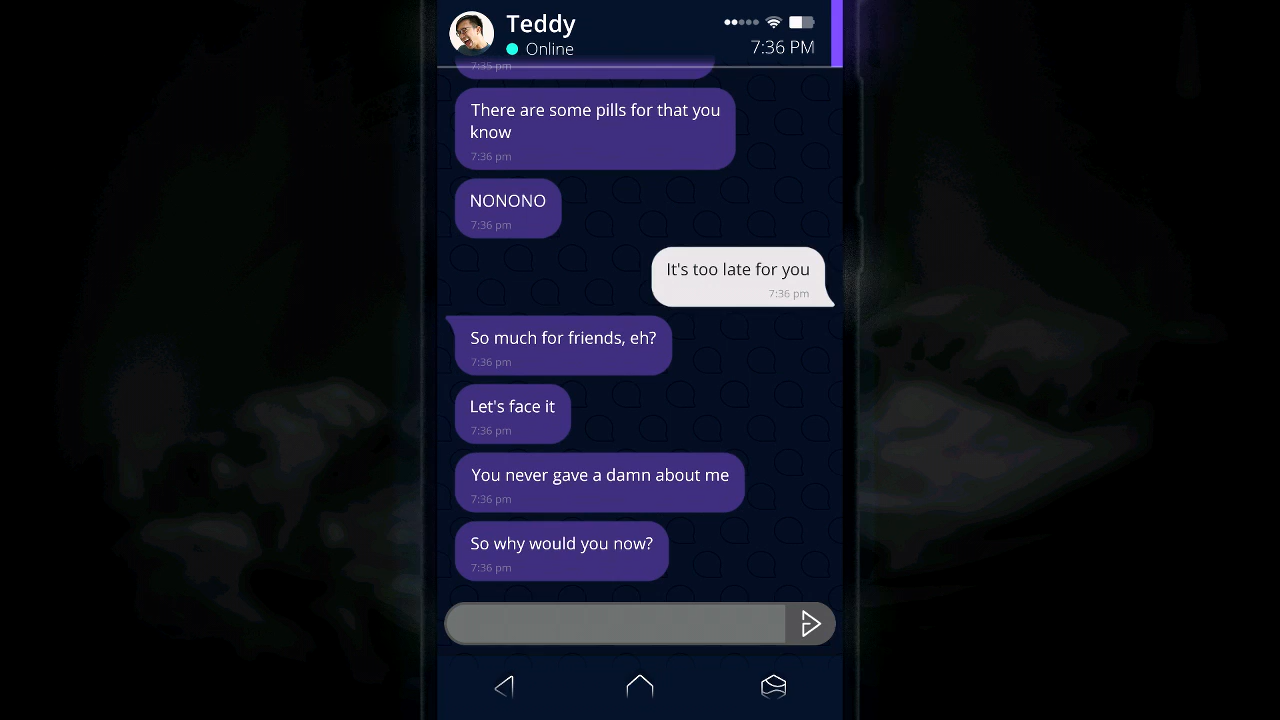 Teddy
Online
7:36 PM
7:35 pm
There are some pills for that you
know
7:36 pm
NONONO
7:36 pm
It's too late for you
7:36 pm
So much for friends, eh?
7:36 pm
Let's face it
7:36 pm
You never gave a damn about me
7:36 pm
So why would you now?
7:36 pm